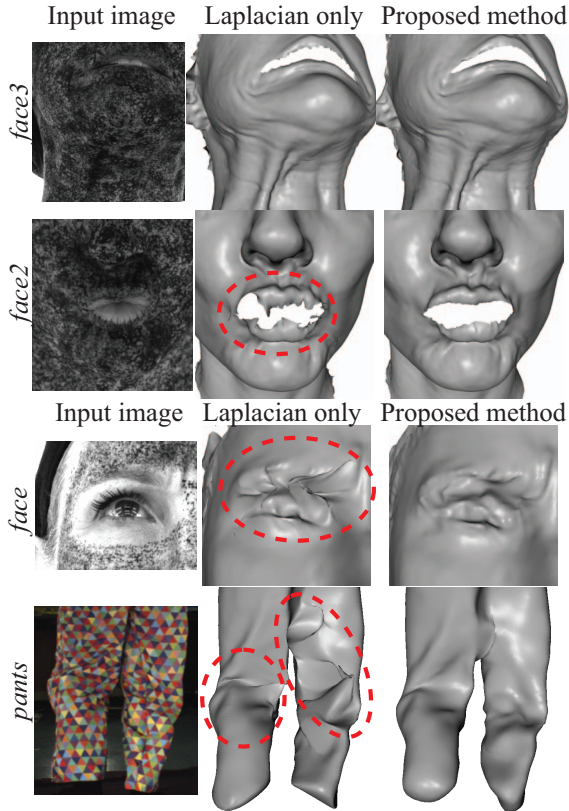 Input image Laplacian only Proposed method
face3
face2
Input image Laplacian only Proposed method
face
pants